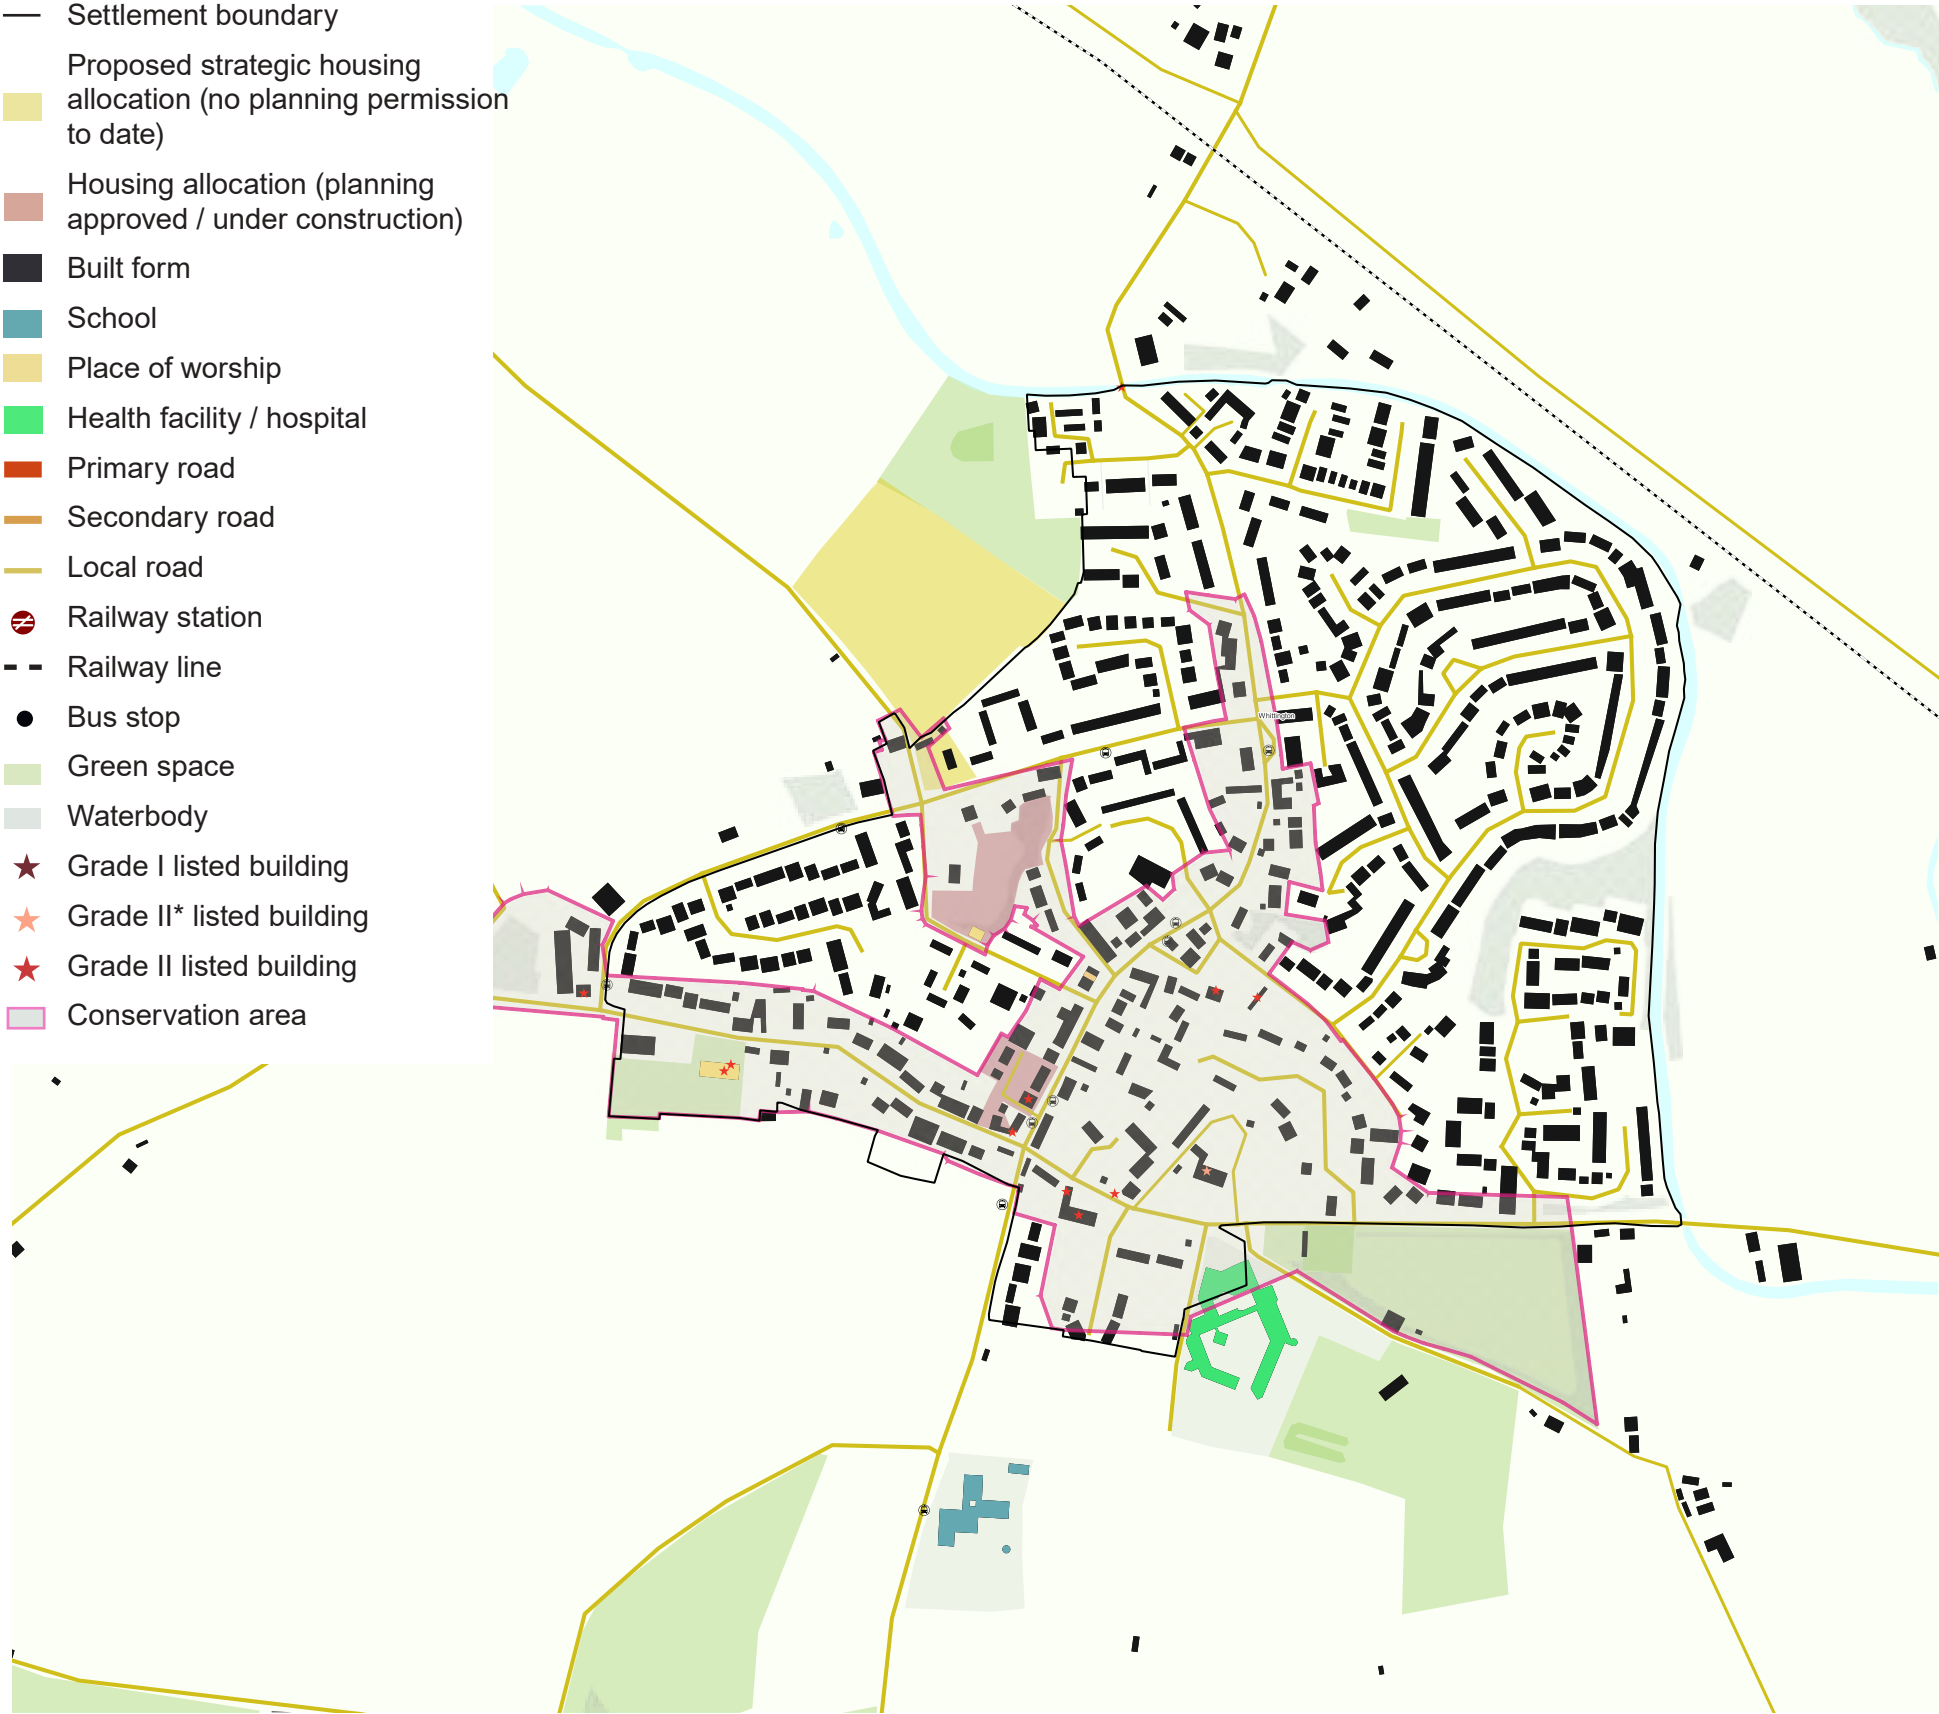 Settlement boundary
Proposed strategic housing
allocation (no planning permission
to date)
Housing allocation (planning
approved / under construction)
Built form
School
Place of worship
Health facility / hospital
Primary road
Secondary road
Local road
Railway station
Railway line
Bus stop
Green space
Waterbody
Grade I listed building
Grade II* listed building
Grade II listed building
Conservation area
Whittington